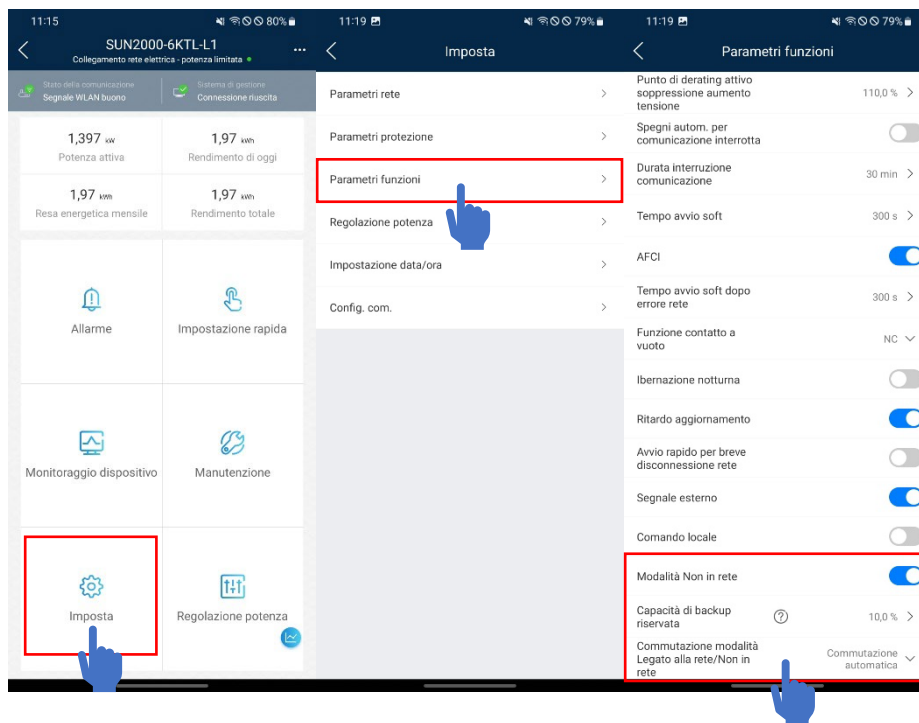 11:15
80%
SUN2000-6KTL-L1
Collegamento rete elettrica - potenza limitata
Stato della comunicazione
Segnale WLAN buono
Sistema di gestione
Connessione riuscita
1,397 kW
Potenza attiva
1,97 kWh
Rendimento di oggi
1,97 kWh
Resa energetica mensile
1,97 kWh
Rendimento totale
Allarme
Impostazione rapida
Monitoraggio dispositivo
Manutenzione
Imposta
Regolazione potenza
11:19
79%
Imposta
Parametri rete
Parametri protezione
Parametri funzioni
Regolazione potenza
Impostazione data/ora
Config. com.
11:19
79%
Parametri funzioni
Punto di derating attivo
soppressione aumento
tensione
110,0 %
Spegni autom. per
comunicazione interrotta
Durata interruzione
comunicazione
30 min
Tempo avvio soft
300 s
AFCI
Tempo avvio soft dopo
errore rete
300 s
Funzione contatto a
vuoto
NC
Ibernazione notturna
Ritardo aggiornamento
Avvio rapido per breve
disconnessione rete
Segnale esterno
Comando locale
Modalità Non in rete
Capacità di backup
riservata
10,0 %
Commutazione modalità
Legato alla rete/Non in
rete
Commutazione
automatica